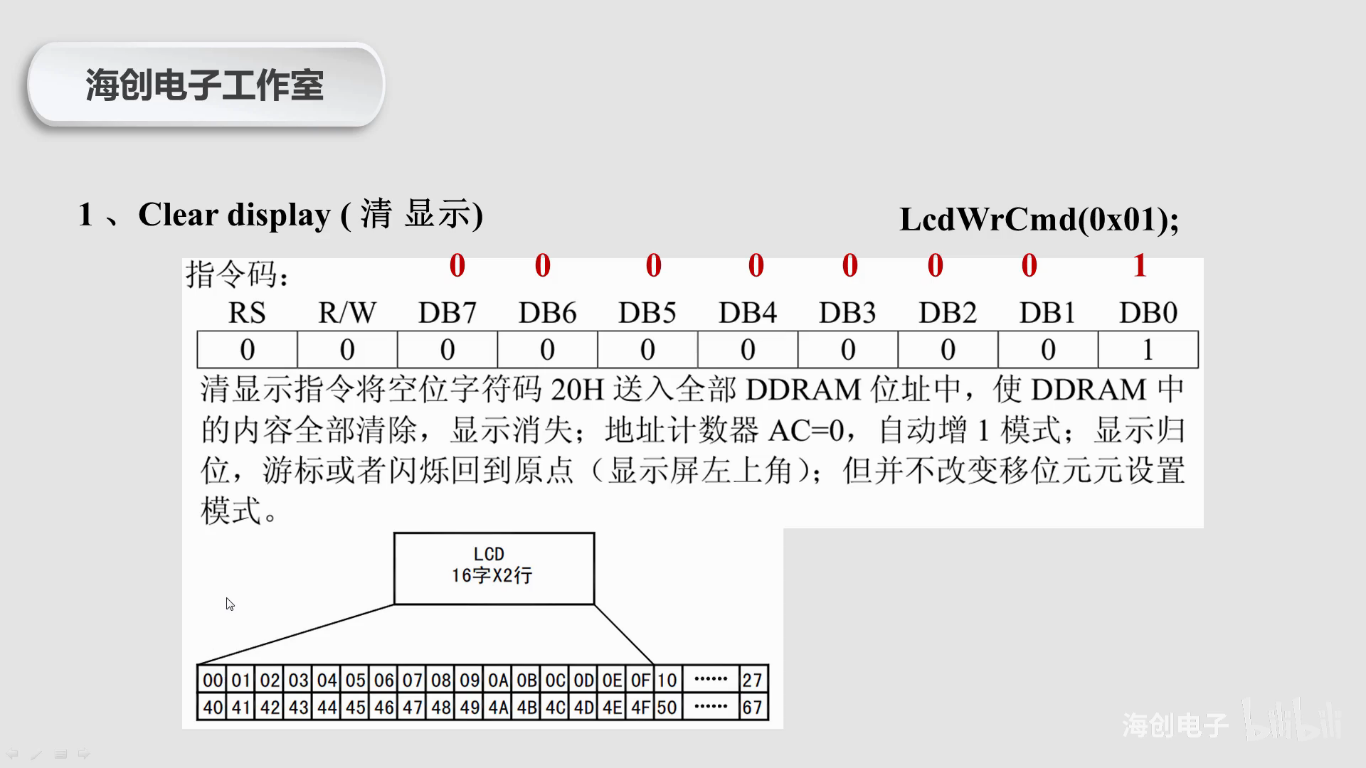 海创电子工作室
1 、Clear display ( 清 显示)
LcdWrCmd(0x01);
0 0 0 0 0 0 0 1
指令码：
RS R/W DB7 DB6 DB5 DB4 DB3 DB2 DB1 DB0
0 0 0 0 0 0 0 0 0 1
清显示指令将空位字符码 20H 送入全部 DDRAM 位址中，使 DDRAM 中
的内容全部清除，显示消失；地址计数器 AC=0，自动增 1 模式；显示归
位，游标或者闪烁回到原点（显示屏左上角）；但并不改变移位元元设置
模式。
LCD
16字X2行
00 01 02 03 04 05 06 07 08 09 0A 0B 0C 0D 0E 0F 10 ······ 27
40 41 42 43 44 45 46 47 48 49 4A 4B 4C 4D 4E 4F 50 ······ 67
海创电子 bilibili